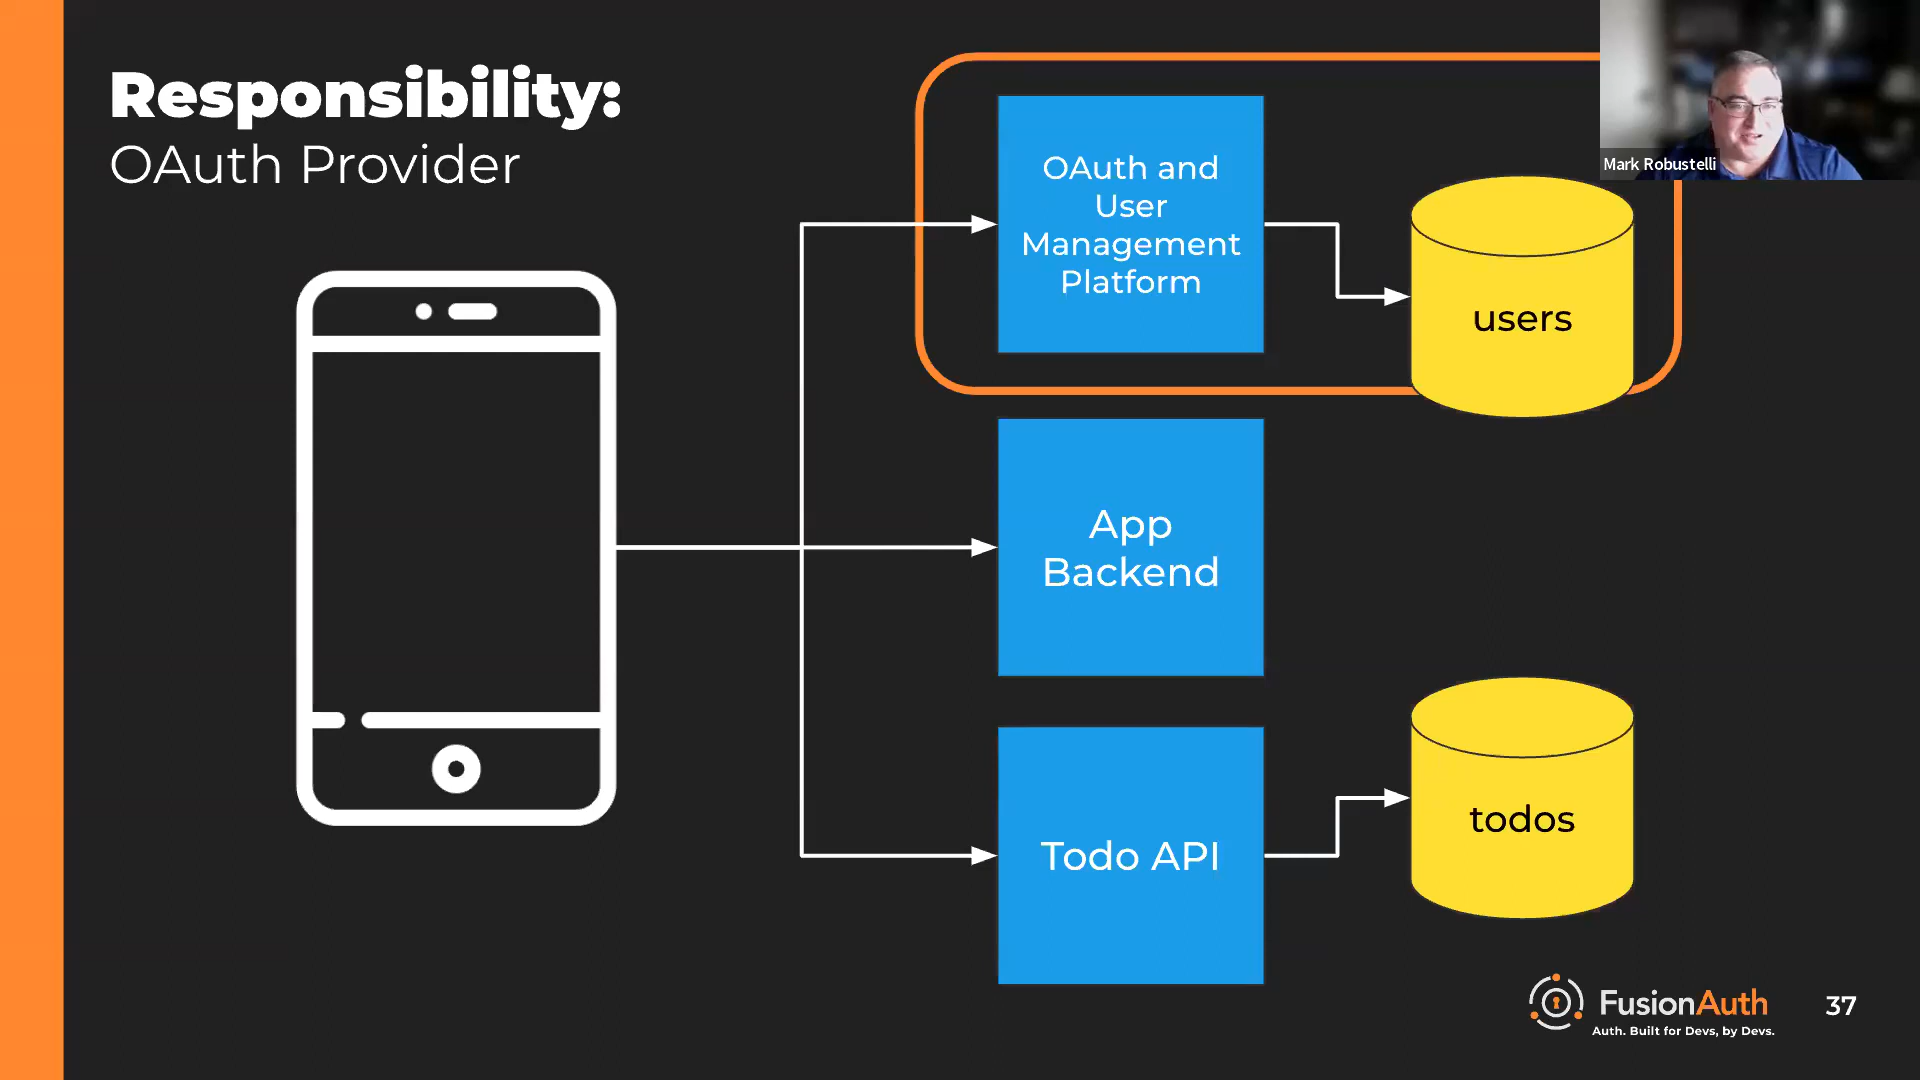 Responsibility:
OAuth Provider
Mark Robustelli
OAuth and
User
Management
Platform
users
App
Backend
Todo API
todos
FusionAuth
Auth. Built for Devs, by Devs.
37